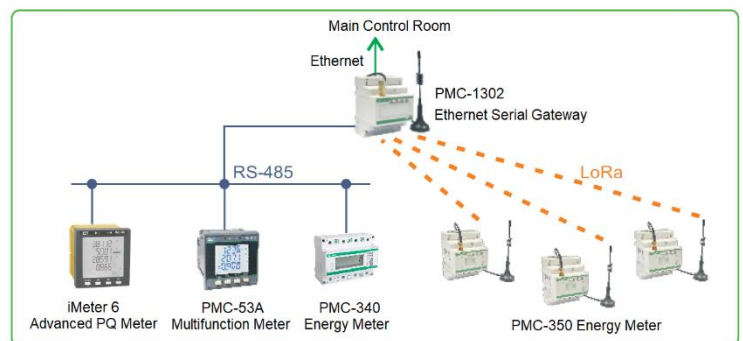 Main Control Room
Ethernet
PMC-1302
Ethernet Serial Gateway
RS-485
LoRa
iMeter 6
Advanced PQ Meter
PMC-53A
Multifunction Meter
PMC-340
Energy Meter
PMC-350 Energy Meter